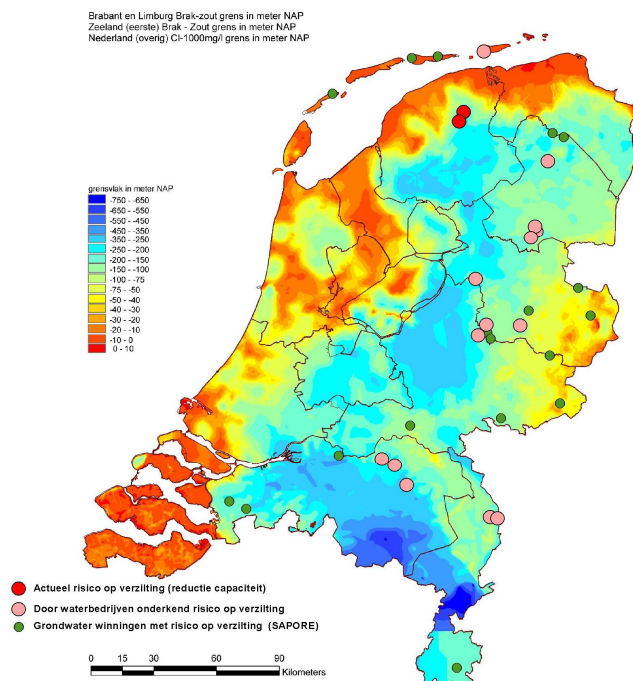 Brabant en Limburg Brak-zout grens in meter NAP
Zeeland (eerste) Brak - Zout grens in meter NAP
Nederland (overig) Cl-1000mg/l grens in meter NAP
grensvlak in meter NAP
-750 - -650
-650 - -550
-550 - -450
-450 - -350
-350 - -250
-250 - -200
-200 - -150
-150 - -100
-100 - -75
-75 - -50
-50 - -40
-40 - -30
-30 - -20
-20 - -10
-10 - 0
0 - 10
Actueel risico op verzilting (reductie capaciteit)
Door waterbedrijven onderkend risico op verzilting
Grondwater winningen met risico op verzilting (SAPORE)
0 15 30 60 90
Kilometers